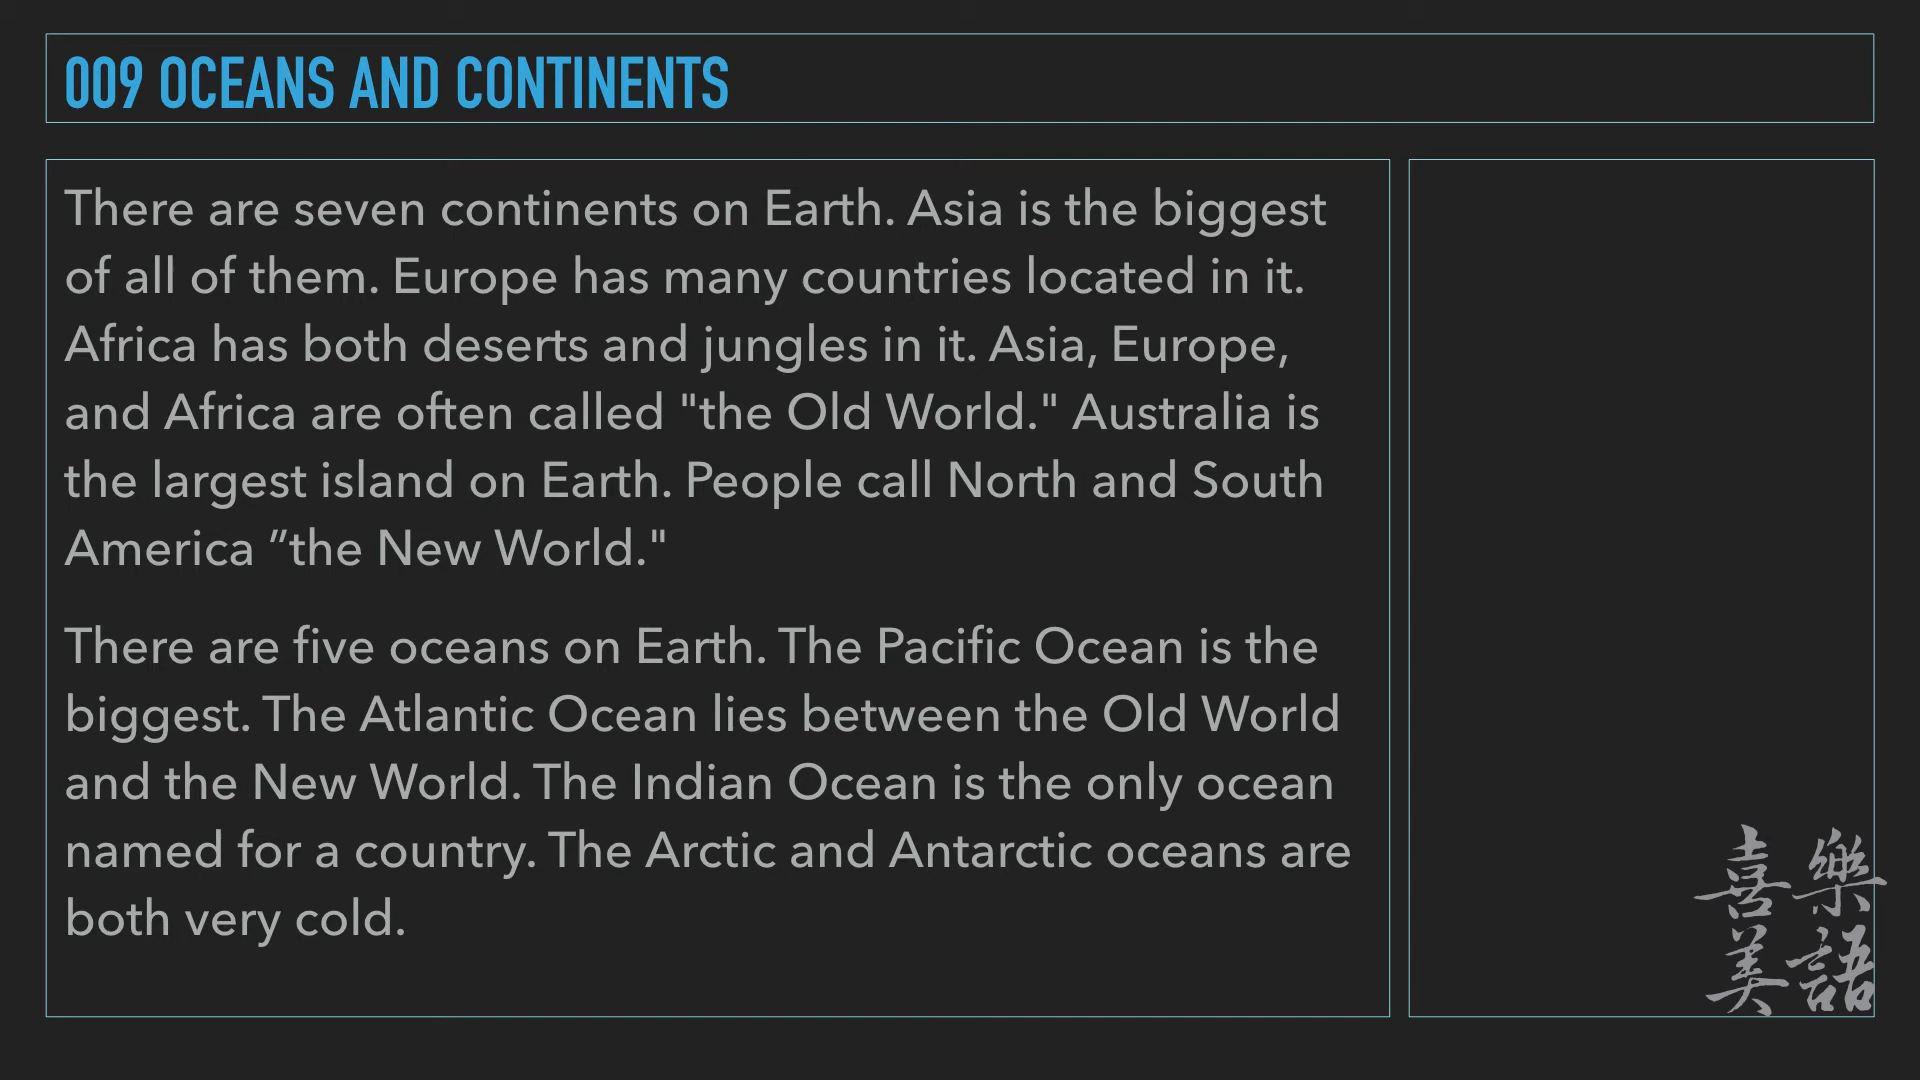 009 OCEANS AND CONTINENTS
There are seven continents on Earth. Asia is the biggest
of all of them. Europe has many countries located in it.
Africa has both deserts and jungles in it. Asia, Europe,
and Africa are often called "the Old World." Australia is
the largest island on Earth. People call North and South
America ”the New World."
There are five oceans on Earth. The Pacific Ocean is the
biggest. The Atlantic Ocean lies between the Old World
and the New World. The Indian Ocean is the only ocean
named for a country. The Arctic and Antarctic oceans are
both very cold.
喜樂
美語